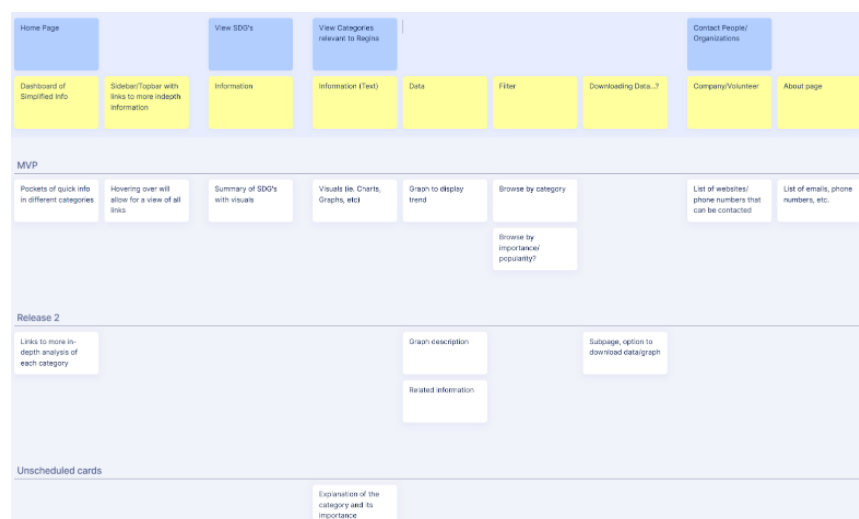 Home Page
View SDG's
View Categories
relevant to Regina
Contact People/
Organizations
Dashboard of
Simplified Info
Sidebar/Topbar with
links to more indepth
information
Information
Information (Text)
Data
Filter
Downloading Data...?
Company/Volunteer
About page
MVP
Pockets of quick info
in different categories
Hovering over will
allow for a view of all
links
Summary of SDG's
with visuals
Visuals (ie. Charts,
Graphs, etc)
Graph to display
trend
Browse by category
List of websites/
phone numbers that
can be contacted
List of emails, phone
numbers, etc.
Browse by
importance/
popularity?
Release 2
Links to more in-
depth analysis of
each category
Graph description
Subpage, option to
download data/graph
Related information
Unscheduled cards
Explanation of the
category and its
importance